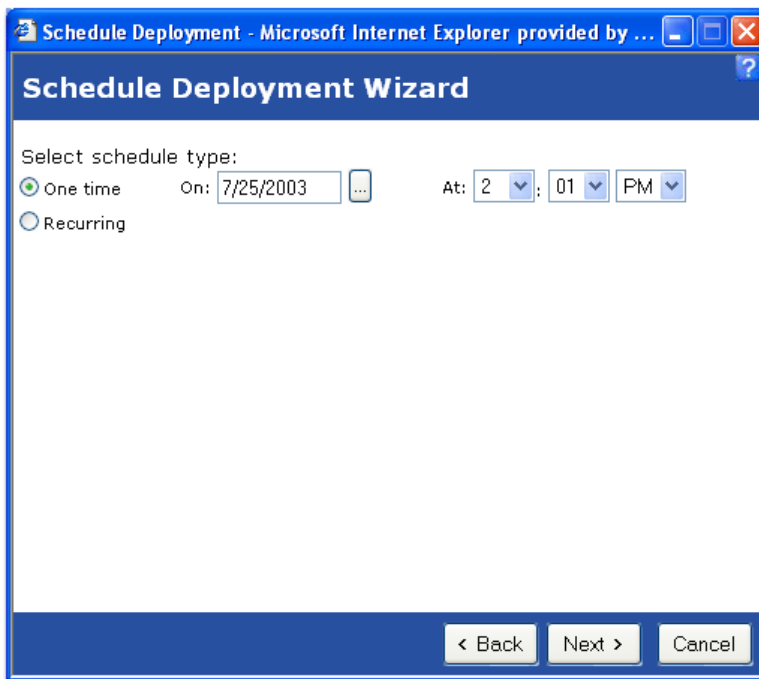 Schedule Deployment - Microsoft Internet Explorer provided by ...
?
Schedule Deployment Wizard
Select schedule type:
One time On: 7/25/2003 ... At: 2 : 01 PM
Recurring
< Back Next > Cancel